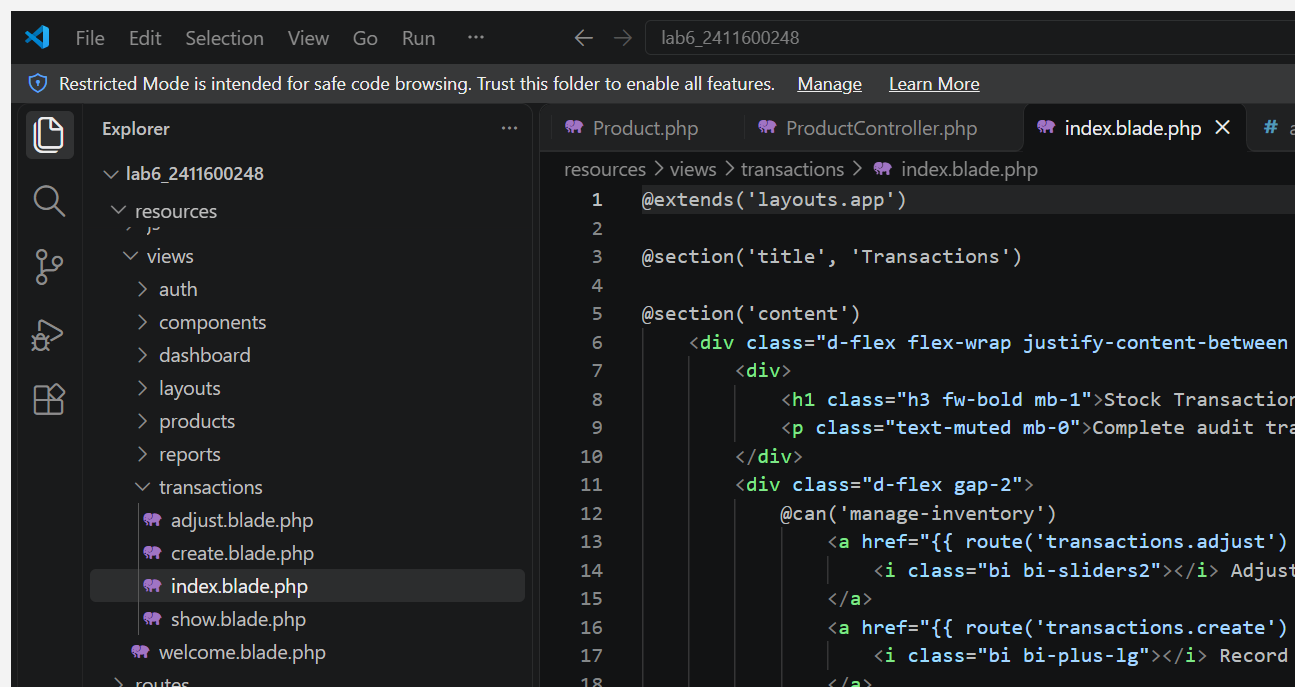 File Edit Selection View Go Run ··· lab6_2411600248
Restricted Mode is intended for safe code browsing. Trust this folder to enable all features. Manage Learn More
Explorer ···
lab6_2411600248
resources
views
auth
components
dashboard
layouts
products
reports
transactions
adjust.blade.php
create.blade.php
index.blade.php
show.blade.php
welcome.blade.php
routes
Product.php ProductController.php index.blade.php #
resources > views > transactions > index.blade.php
1 @extends('layouts.app')
2
3 @section('title', 'Transactions')
4
5 @section('content')
6 <div class="d-flex flex-wrap justify-content-between
7 <div>
8 <h1 class="h3 fw-bold mb-1">Stock Transaction
9 <p class="text-muted mb-0">Complete audit tra
10 </div>
11 <div class="d-flex gap-2">
12 @can('manage-inventory')
13 <a href="{{ route('transactions.adjust')
14 <i class="bi bi-sliders2"></i> Adjust
15 </a>
16 <a href="{{ route('transactions.create')
17 <i class="bi bi-plus-lg"></i> Record
18 </a>